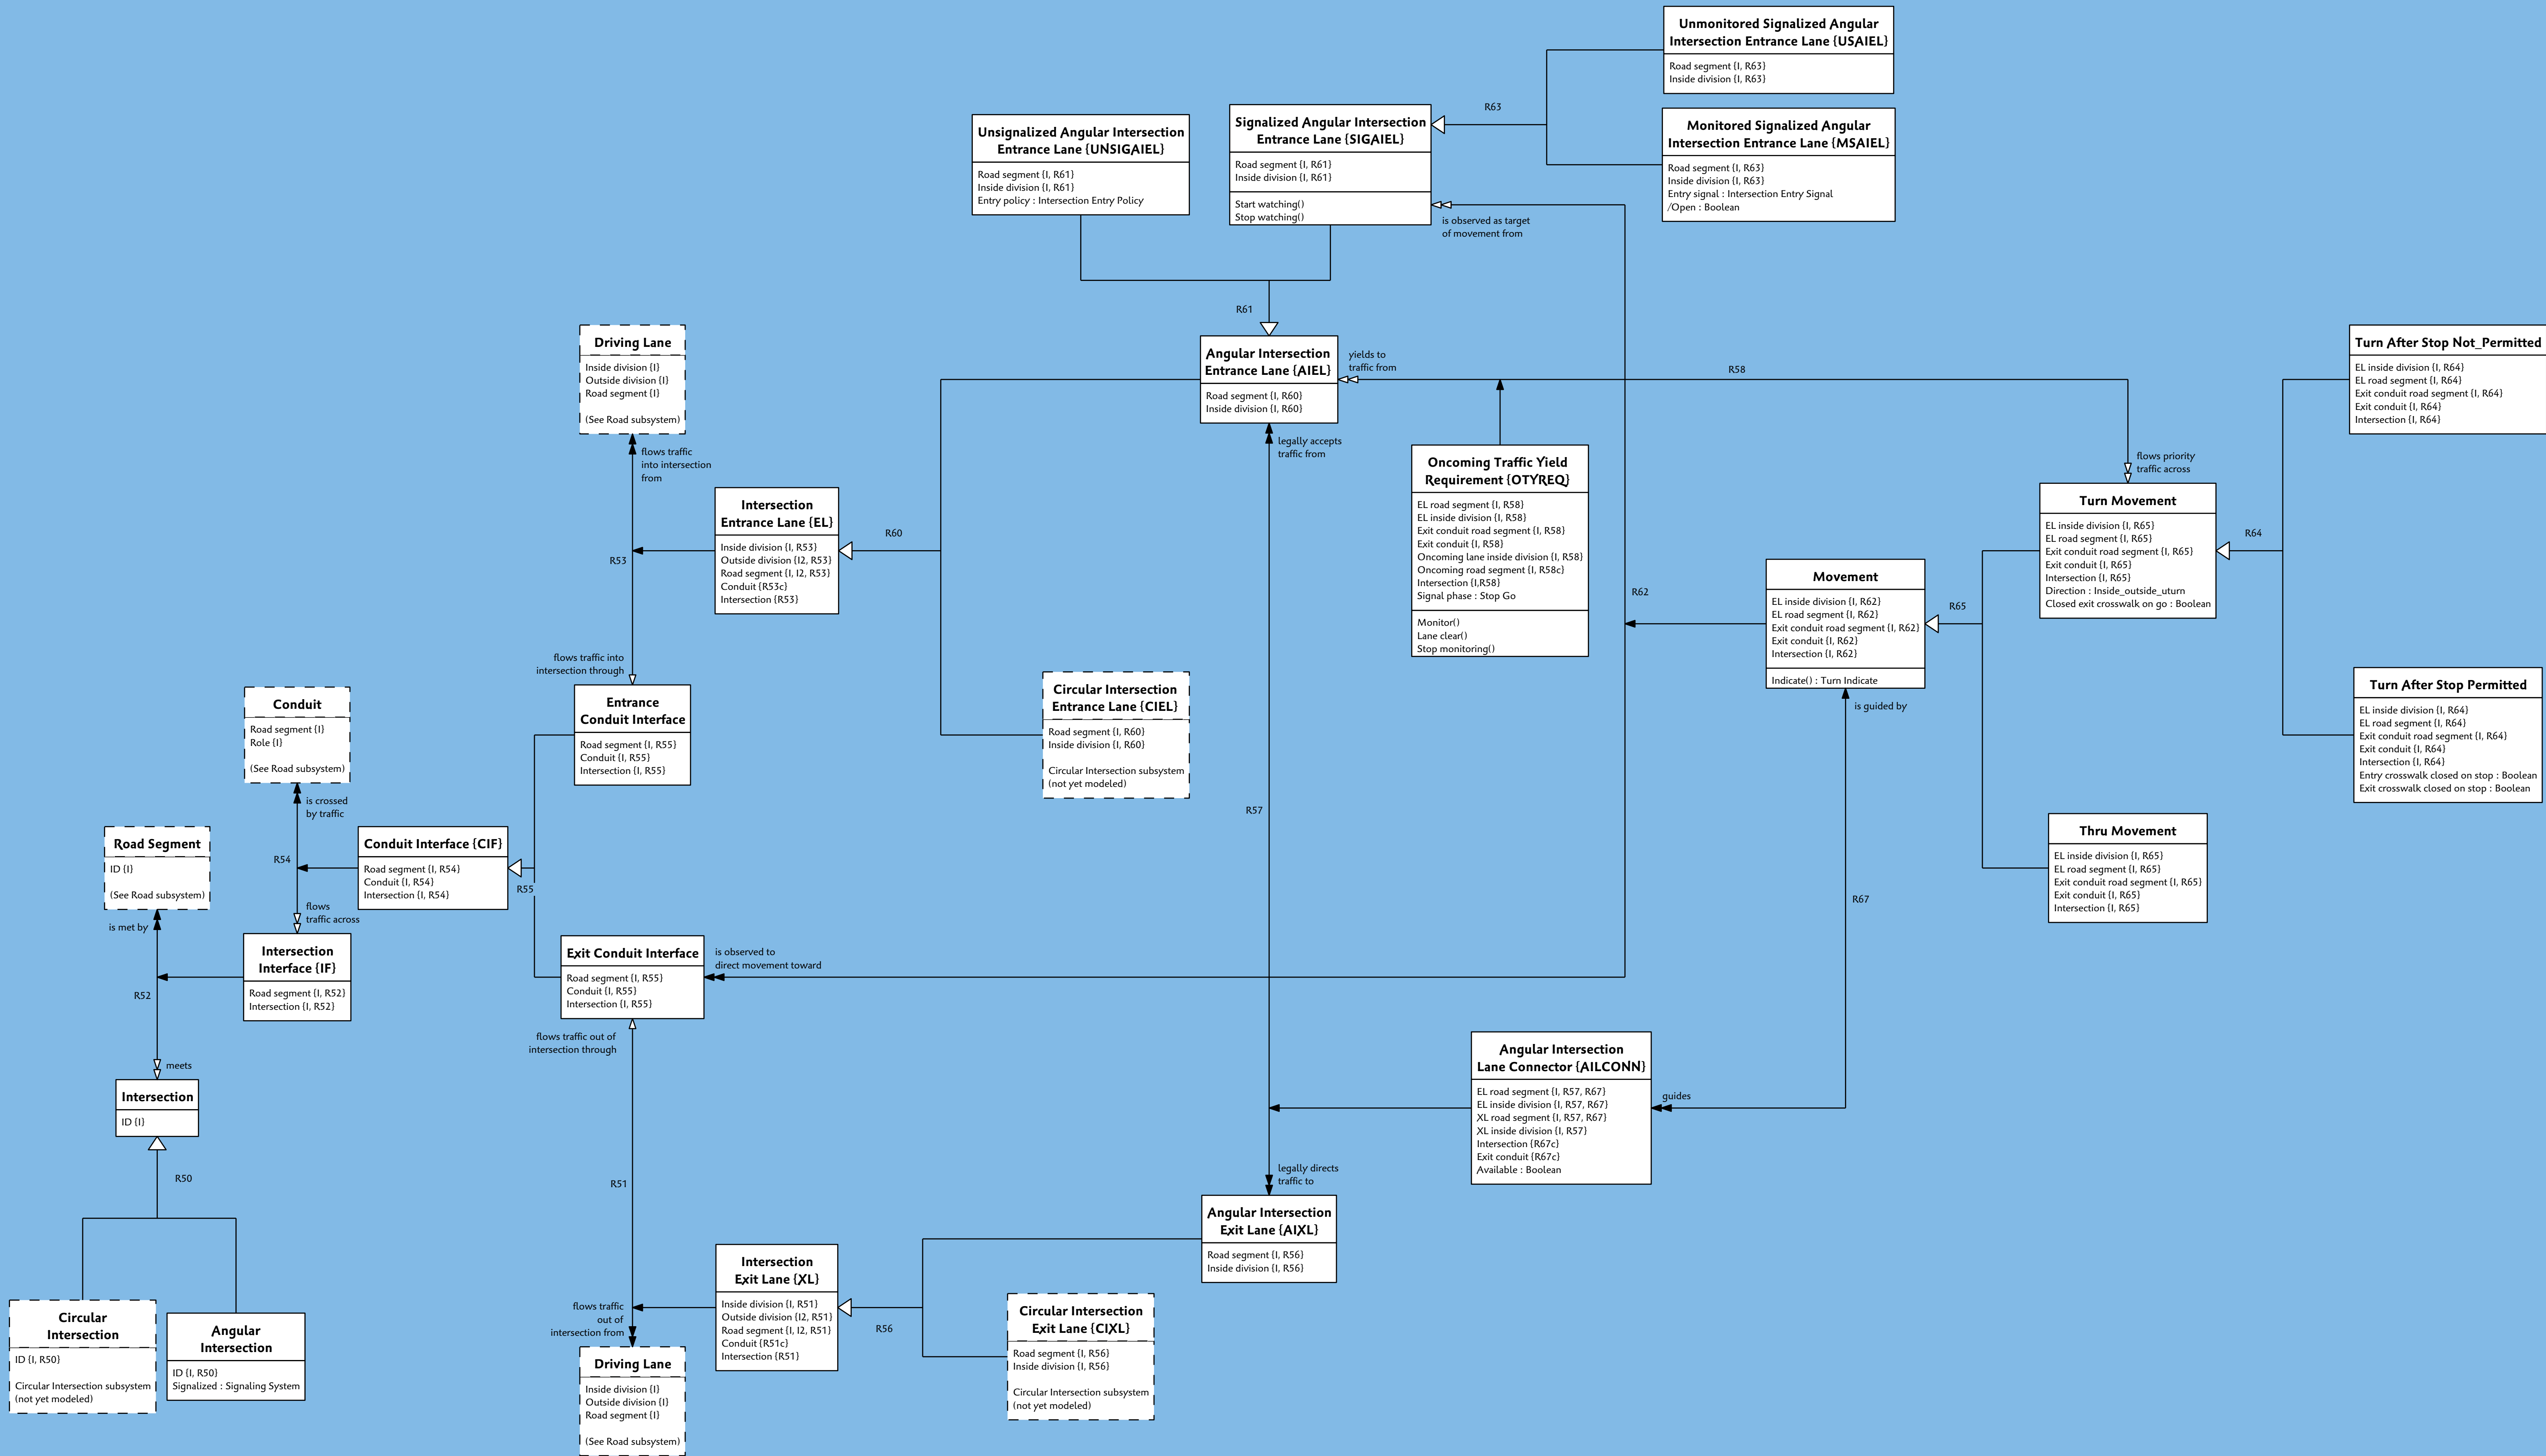 Unmonitored Signalized Angular
Intersection Entrance Lane {USAIEL}
Road segment {I, R63}
Inside division {I, R63}
R63
Monitored Signalized Angular
Intersection Entrance Lane {MSAIEL}
Road segment {I, R63}
Inside division {I, R63}
Entry signal : Intersection Entry Signal
/Open : Boolean
Unsignalized Angular Intersection
Entrance Lane {UNSIGAIEL}
Road segment {I, R61}
Inside division {I, R61}
Entry policy : Intersection Entry Policy
Signalized Angular Intersection
Entrance Lane {SIGAIEL}
Road segment {I, R61}
Inside division {I, R61}
Start watching()
Stop watching()
is observed as target
of movement from
R61
Driving Lane
Inside division {I}
Outside division {I}
Road segment {I}
(See Road subsystem)
Angular Intersection
Entrance Lane {AIEL}
Road segment {I, R60}
Inside division {I, R60}
yields to
traffic from
R58
Turn After Stop Not_Permitted
EL inside division {I, R64}
EL road segment {I, R64}
Exit conduit road segment {I, R64}
Exit conduit {I, R64}
Intersection {I, R64}
flows traffic
into intersection
from
legally accepts
traffic from
Oncoming Traffic Yield
Requirement {OTYREQ}
EL road segment {I, R58}
EL inside division {I, R58}
Exit conduit road segment {I, R58}
Exit conduit {I, R58}
Oncoming lane inside division {I, R58}
Oncoming road segment {I, R58c}
Intersection {I,R58}
Signal phase : Stop Go
Monitor()
Lane clear()
Stop monitoring()
flows priority
traffic across
Turn Movement
EL inside division {I, R65}
EL road segment {I, R65}
Exit conduit road segment {I, R65}
Exit conduit {I, R65}
Intersection {I, R65}
Direction : Inside_outside_uturn
Closed exit crosswalk on go : Boolean
R64
Intersection
Entrance Lane {EL}
Inside division {I, R53}
Outside division {I2, R53}
Road segment {I, I2, R53}
Conduit {R53c}
Intersection {R53}
R60
R53
R62
Movement
EL inside division {I, R62}
EL road segment {I, R62}
Exit conduit road segment {I, R62}
Exit conduit {I, R62}
Intersection {I, R62}
Indicate() : Turn Indicate
R65
is guided by
flows traffic into
intersection through
Entrance
Conduit Interface
Road segment {I, R55}
Conduit {I, R55}
Intersection {I, R55}
Circular Intersection
Entrance Lane {CIEL}
Road segment {I, R60}
Inside division {I, R60}
Circular Intersection subsystem
(not yet modeled)
Turn After Stop Permitted
EL inside division {I, R64}
EL road segment {I, R64}
Exit conduit road segment {I, R64}
Exit conduit {I, R64}
Intersection {I, R64}
Entry crosswalk closed on stop : Boolean
Exit crosswalk closed on stop : Boolean
Conduit
Road segment {I}
Role {I}
(See Road subsystem)
is crossed
by traffic
R57
Road Segment
ID {I}
(See Road subsystem)
is met by
R54
Conduit Interface {CIF}
Road segment {I, R54}
Conduit {I, R54}
Intersection {I, R54}
R55
flows
traffic across
Thru Movement
EL inside division {I, R65}
EL road segment {I, R65}
Exit conduit road segment {I, R65}
Exit conduit {I, R65}
Intersection {I, R65}
R67
Intersection
Interface {IF}
Road segment {I, R52}
Intersection {I, R52}
R52
Exit Conduit Interface
Road segment {I, R55}
Conduit {I, R55}
Intersection {I, R55}
is observed to
direct movement toward
flows traffic out of
intersection through
meets
Intersection
ID {I}
R50
Angular Intersection
Lane Connector {AILCONN}
EL road segment {I, R57, R67}
EL inside division {I, R57, R67}
XL road segment {I, R57, R67}
XL inside division {I, R57}
Intersection {R67c}
Exit conduit {R67c}
Available : Boolean
guides
R51
legally directs
traffic to
Angular Intersection
Exit Lane {AIXL}
Road segment {I, R56}
Inside division {I, R56}
Intersection
Exit Lane {XL}
Inside division {I, R51}
Outside division {I2, R51}
Road segment {I, I2, R51}
Conduit {R51c}
Intersection {R51}
R56
flows traffic
out of
intersection from
Circular Intersection
Exit Lane {CIXL}
Road segment {I, R56}
Inside division {I, R56}
Circular Intersection subsystem
(not yet modeled)
Circular
Intersection
ID {I, R50}
Circular Intersection subsystem
(not yet modeled)
Angular
Intersection
ID {I, R50}
Signalized : Signaling System
Driving Lane
Inside division {I}
Outside division {I}
Road segment {I}
(See Road subsystem)